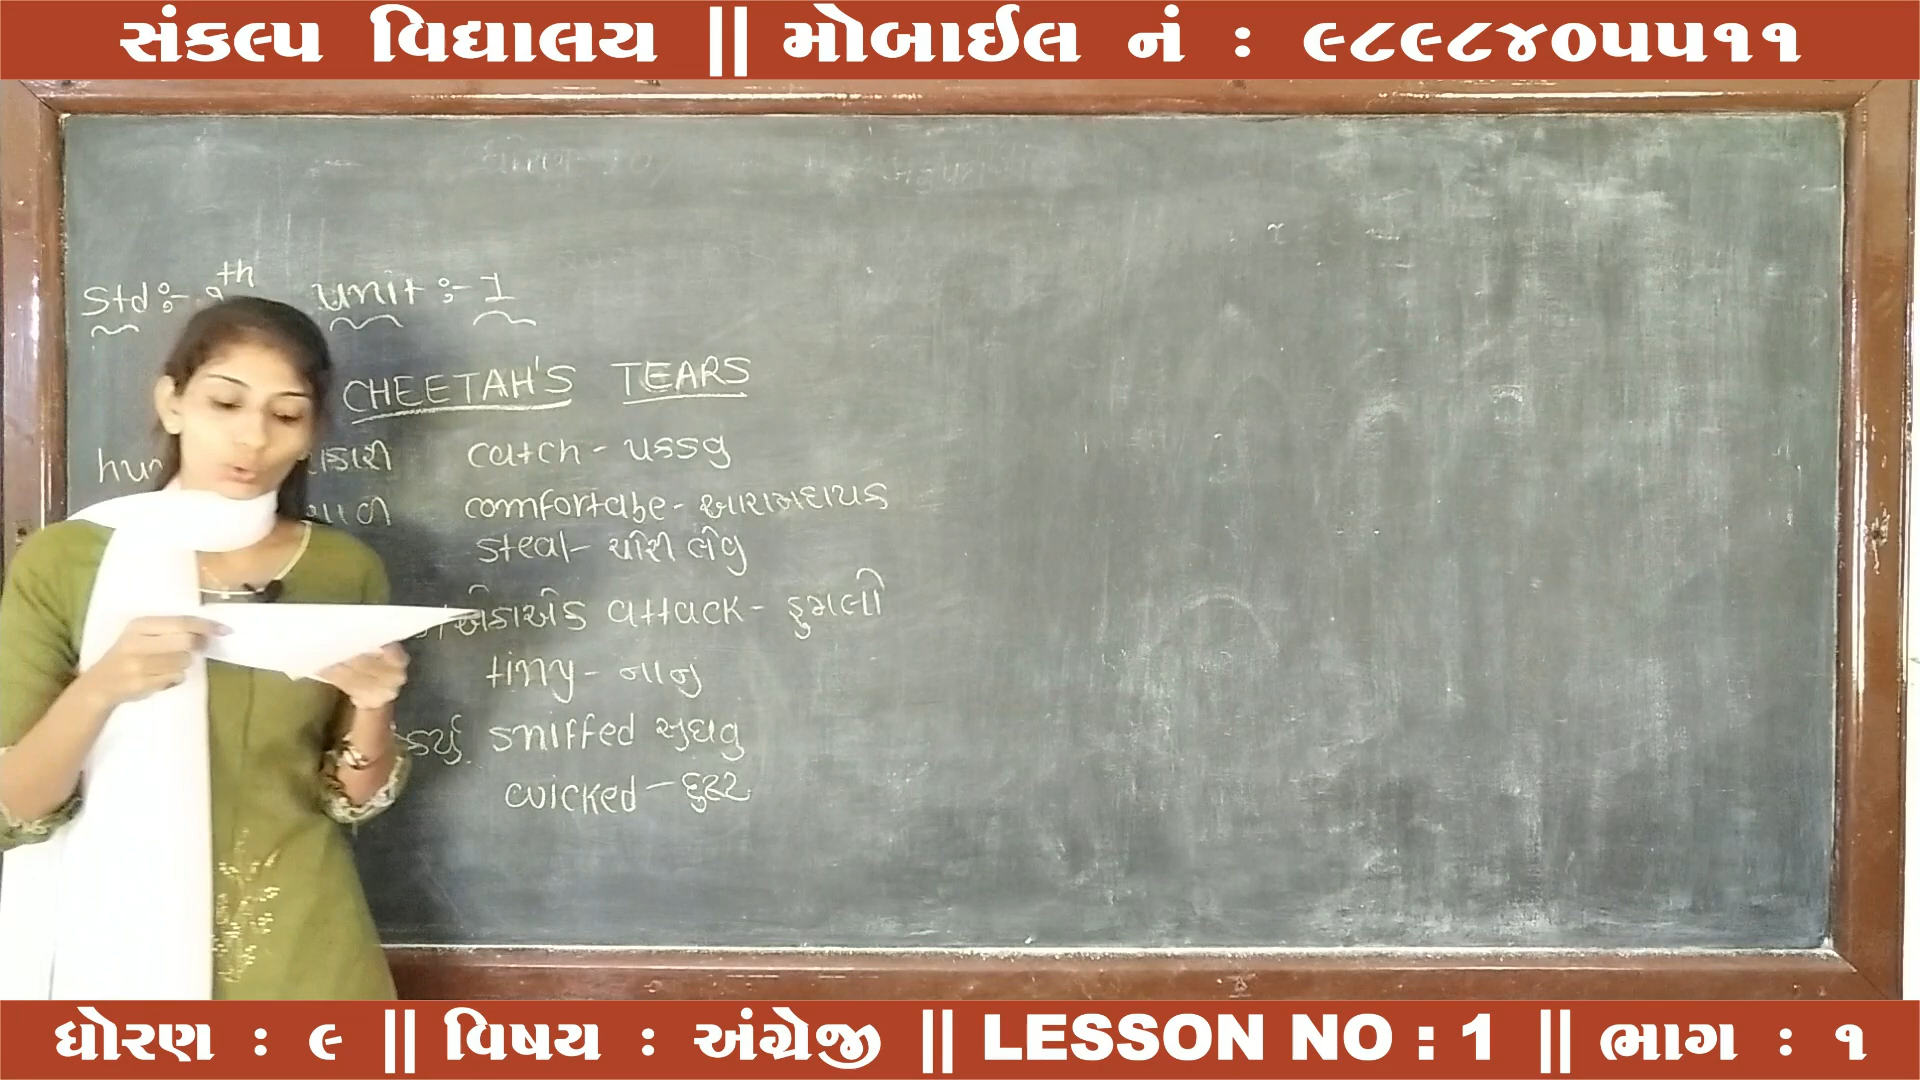 સંકલ્પ વિદ્યાલય || મોબાઈલ નં : ૯૮૯૮૪૦૫૫૧૧
Std :- 9th unit :- 1
CHEETAH'S TEARS
catch - પકડવુ
comfortabe - આરામદાયક
steal - ચોરી લેવુ
attack - હુમલો
tiny - નાનુ
sniffed સુઘવુ
wicked - દુષ્ટ
ધોરણ : ૯ || વિષય : અંગ્રેજી || LESSON NO : 1 || ભાગ : ૧